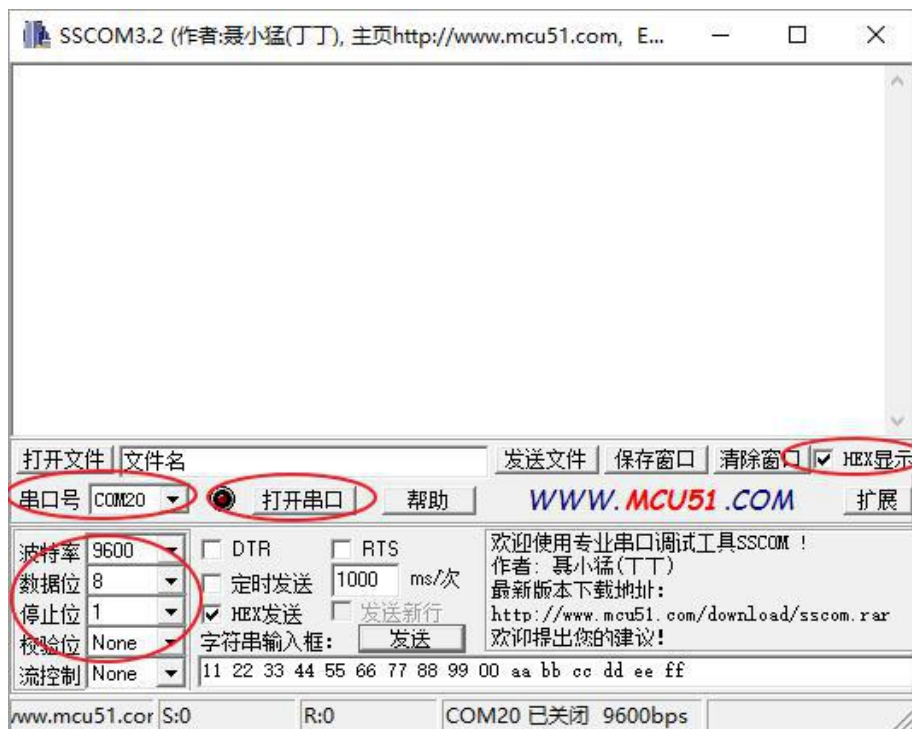 SSCOM3.2 (作者:聂小猛(丁丁), 主页http://www.mcu51.com, E...
打开文件 文件名 发送文件 保存窗口 清除窗口 HEX显示
串口号 COM20 打开串口 帮助 WWW.MCU51.COM 扩展
波特率 9600 DTR RTS
数据位 8 定时发送 1000 ms/次
停止位 1 HEX发送 发送新行
校验位 None 字符串输入框: 发送
流控制 None 11 22 33 44 55 66 77 88 99 00 aa bb cc dd ee ff
欢迎使用专业串口调试工具SSCOM !
作者: 聂小猛(丁丁)
最新版本下载地址:
http://www.mcu51.com/download/sscom.rar
欢迎提出您的建议!
www.mcu51.cor S:0 R:0 COM20 已关闭 9600bps